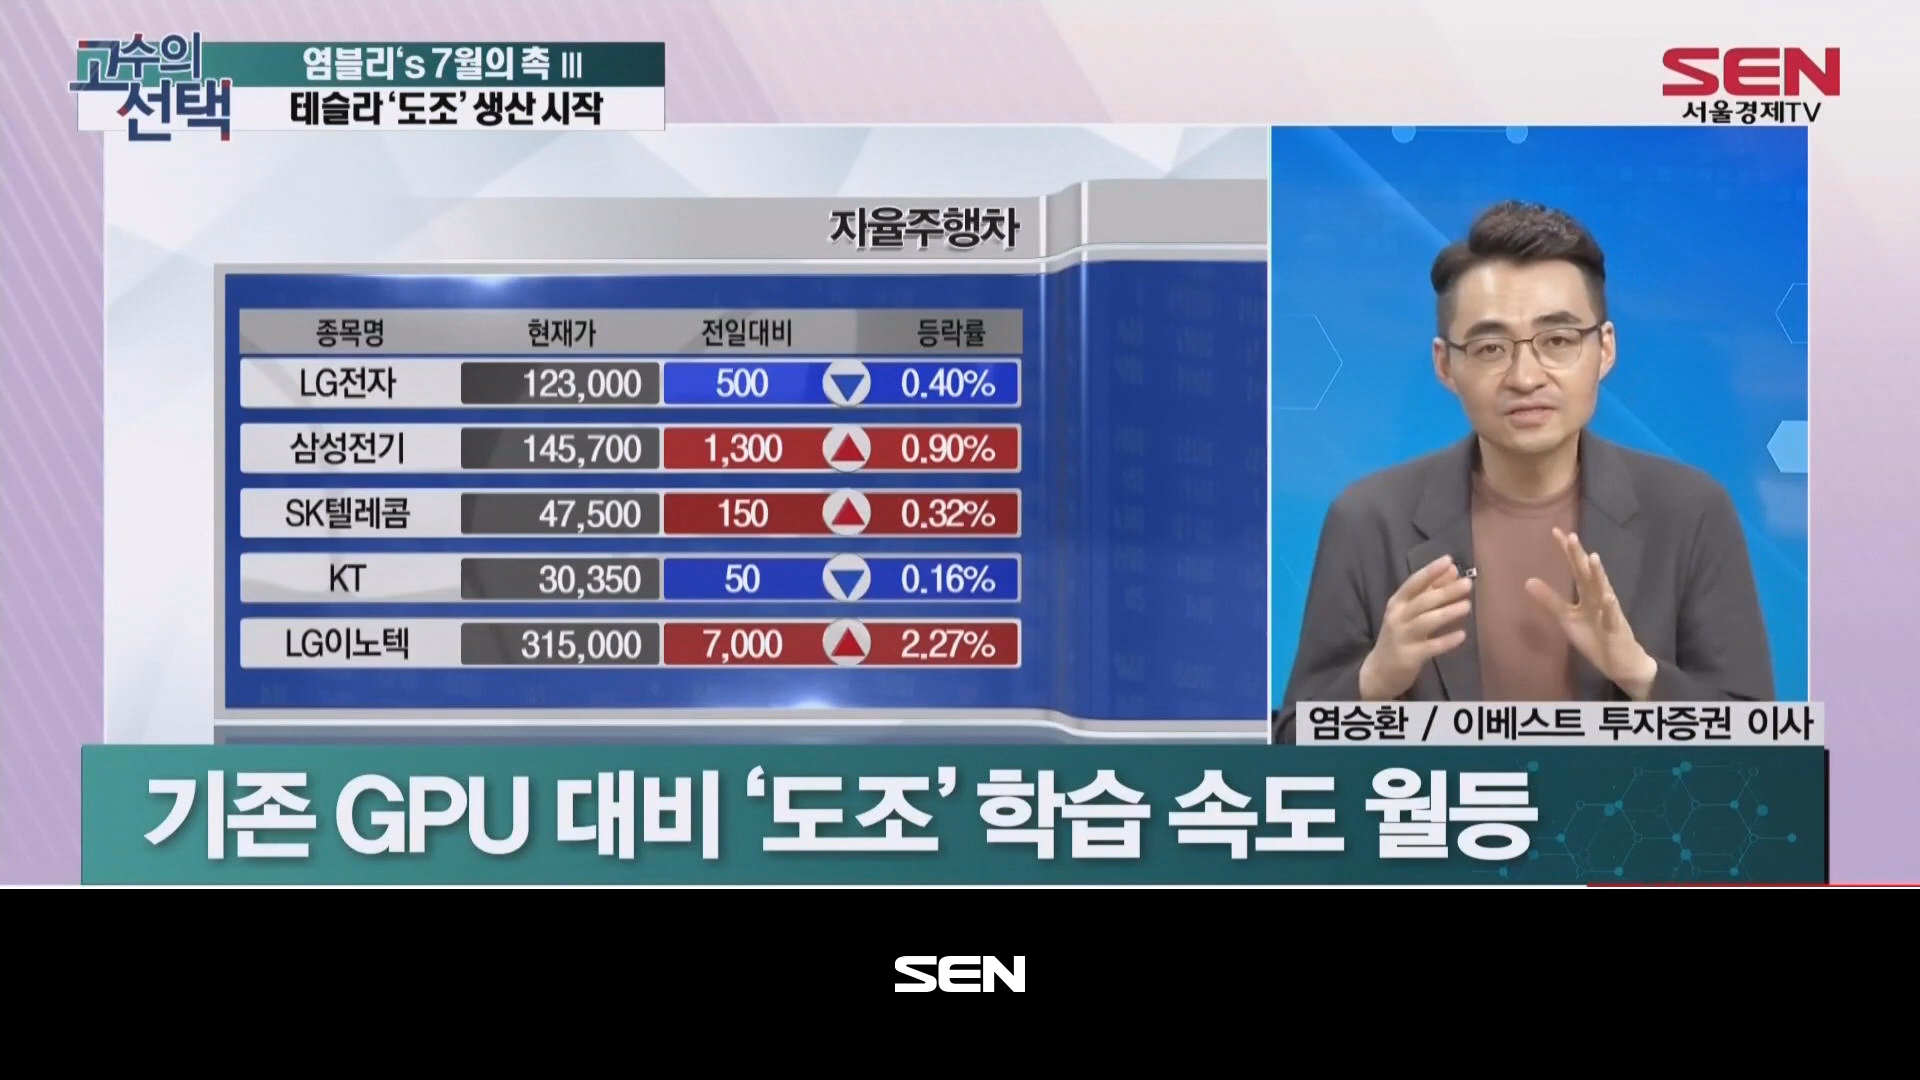 고수의
선택
염블리‘s 7월의 촉 Ⅲ
테슬라 ‘도조’ 생산 시작
SEN
서울경제TV
자율주행차
종목명 현재가 전일대비 등락률
LG전자 123,000 500 ▼ 0.40%
삼성전기 145,700 1,300 ▲ 0.90%
SK텔레콤 47,500 150 ▲ 0.32%
KT 30,350 50 ▼ 0.16%
LG이노텍 315,000 7,000 ▲ 2.27%
염승환 / 이베스트 투자증권 이사
기존 GPU 대비 ‘도조’ 학습 속도 월등
SEN